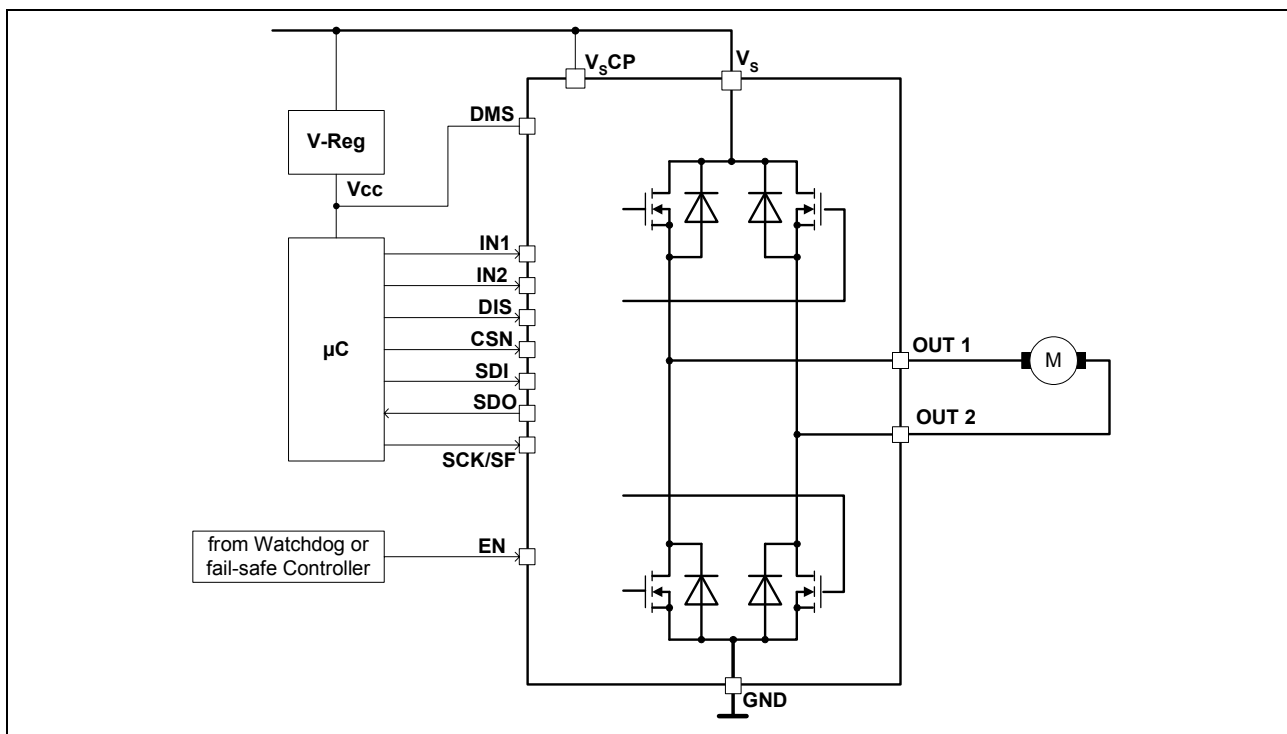 VSCP
VS
DMS
V-Reg
Vcc
IN1
IN2
DIS
µC
CSN
SDI
SDO
SCK/SF
OUT 1
M
OUT 2
from Watchdog or
fail-safe Controller
EN
GND